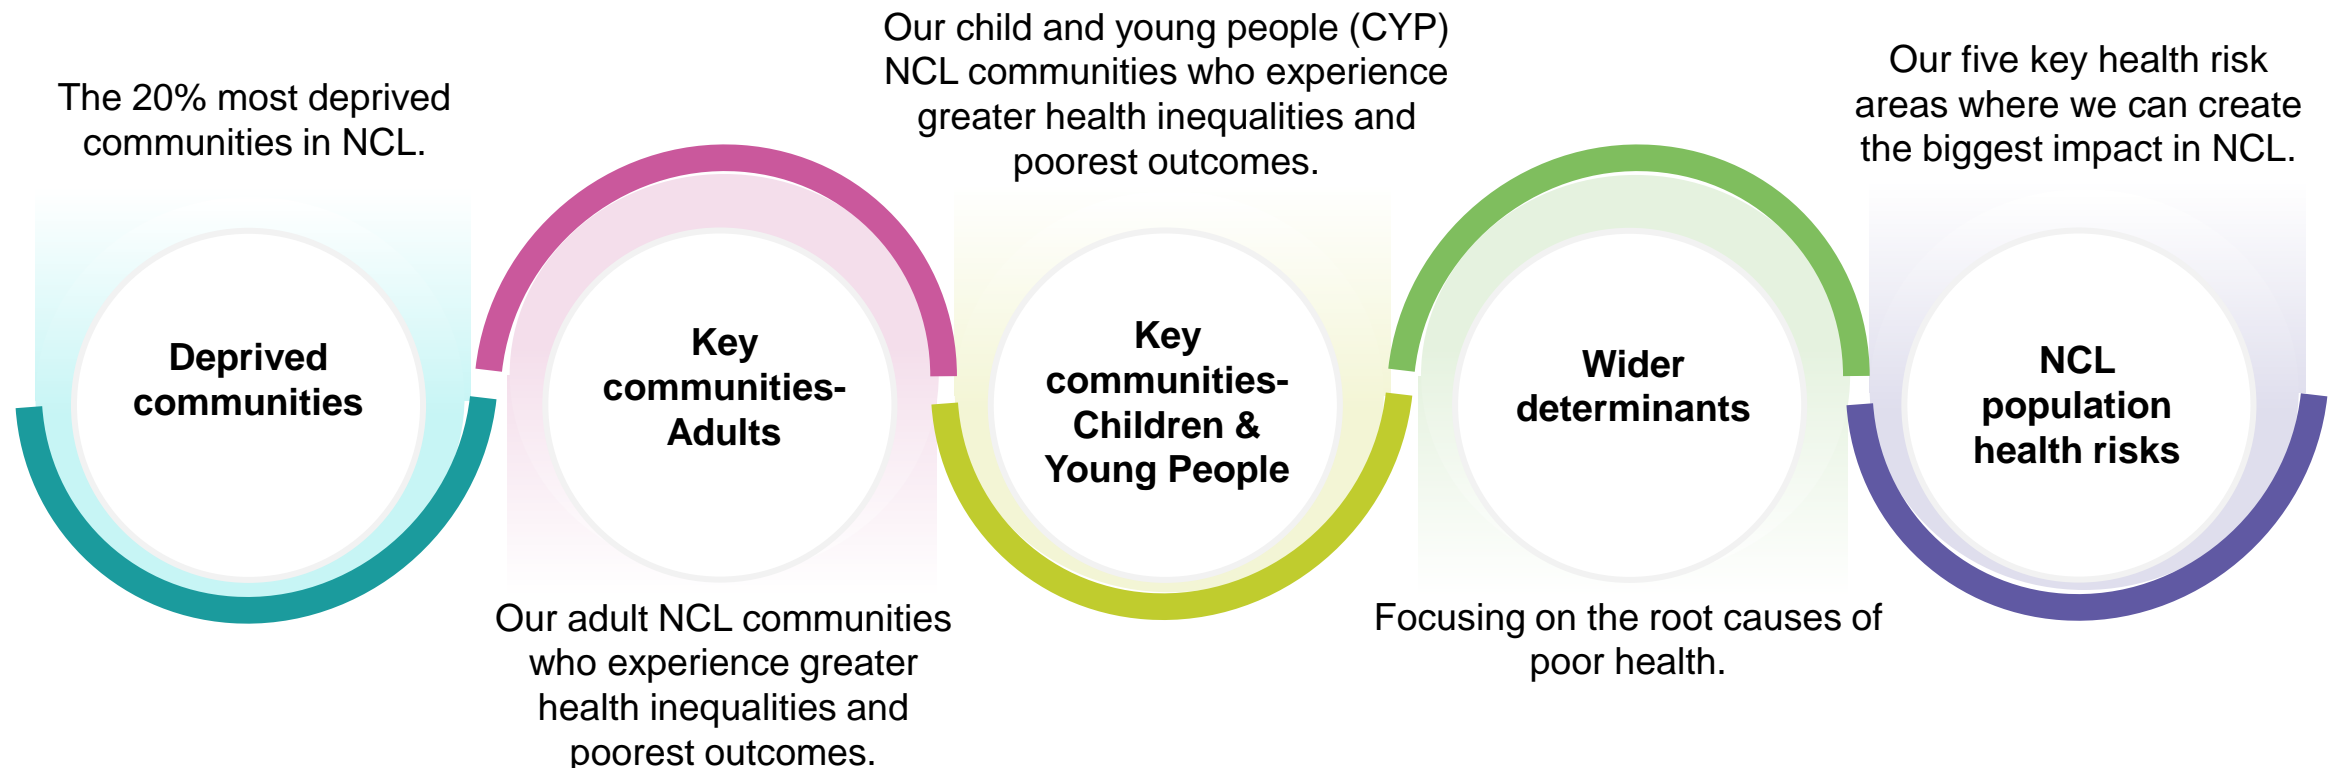 The 20% most deprived
communities in NCL.
Deprived
communities
Key
communities-
Adults
Our adult NCL communities
who experience greater
health inequalities and
poorest outcomes.
Our child and young people (CYP)
NCL communities who experience
greater health inequalities and
poorest outcomes.
Key
communities-
Children &
Young People
Wider
determinants
Focusing on the root causes of
poor health.
Our five key health risk
areas where we can create
the biggest impact in NCL.
NCL
population
health risks